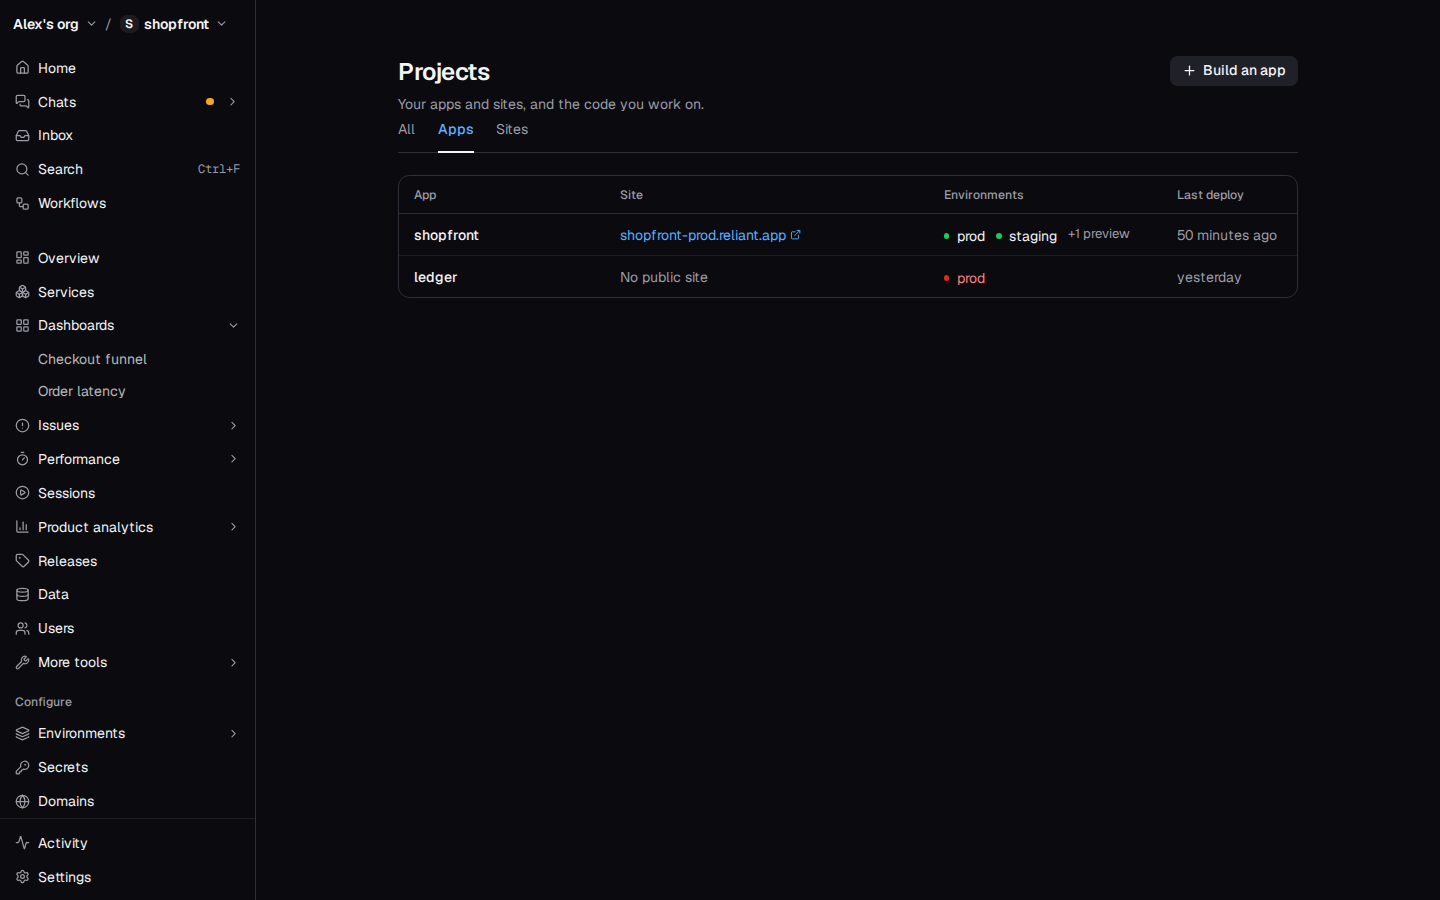 Alex's org / S shopfront
Home
Chats
Inbox
Search Ctrl+F
Workflows
Overview
Services
Dashboards
Checkout funnel
Order latency
Issues
Performance
Sessions
Product analytics
Releases
Data
Users
More tools
Configure
Environments
Secrets
Domains
Activity
Settings
Projects
Build an app
Your apps and sites, and the code you work on.
All Apps Sites
App Site Environments Last deploy
shopfront shopfront-prod.reliant.app prod staging +1 preview 50 minutes ago
ledger No public site prod yesterday